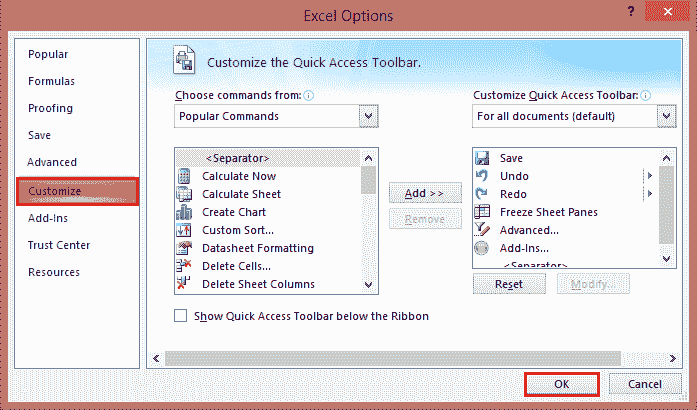 Excel Options
?
Popular
Formulas
Proofing
Save
Advanced
Customize
Add-Ins
Trust Center
Resources
Customize the Quick Access Toolbar.
Choose commands from:
Popular Commands
<Separator>
Calculate Now
Calculate Sheet
Create Chart
Custom Sort...
Datasheet Formatting
Delete Cells...
Delete Sheet Columns
Add >>
Remove
Customize Quick Access Toolbar:
For all documents (default)
Save
Undo
Redo
Freeze Sheet Panes
Advanced...
Add-Ins...
<Separator>
Reset
Modify...
Show Quick Access Toolbar below the Ribbon
OK
Cancel